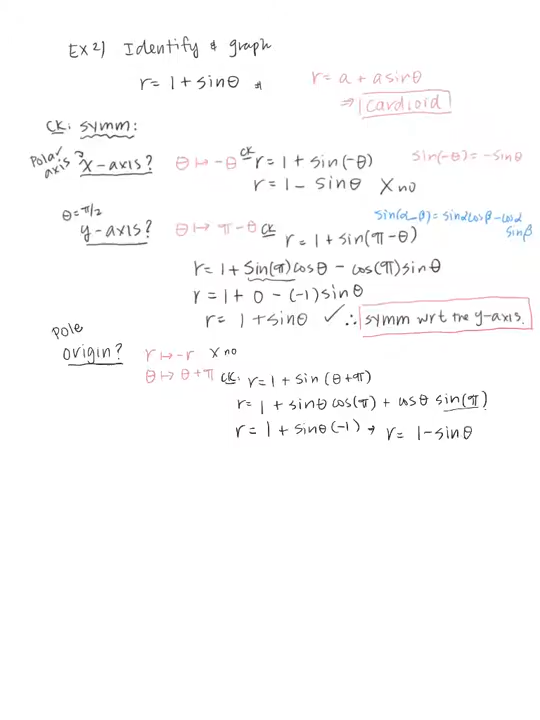 Ex 2) Identify & graph
r = 1 + sinθ
r = a + a sinθ
⇒ cardioid
CK: symm:
Polar axis
x-axis? θ ↦ -θ CK r = 1 + sin(-θ) sin(-θ) = -sinθ
r = 1 - sinθ X no
θ = π/2
sin(α-β) = sinαcosβ - cosα sinβ
y-axis? θ ↦ π-θ CK r = 1 + sin(π-θ)
r = 1 + sin(π)cosθ - cos(π)sinθ
r = 1 + 0 - (-1)sinθ
r = 1 + sinθ ✓ ∴ symm wrt the y-axis.
pole
origin? r ↦ -r X no
θ ↦ θ+π CK: r = 1 + sin(θ+π)
r = 1 + sinθ cos(π) + cosθ sin(π)
r = 1 + sinθ(-1) → r = 1-sinθ